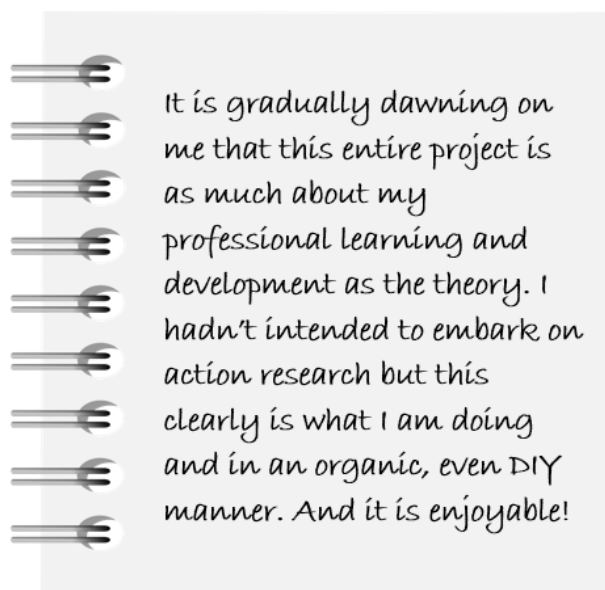 It is gradually dawning on
me that this entire project is
as much about my
professional learning and
development as the theory. I
hadn't intended to embark on
action research but this
clearly is what I am doing
and in an organic, even DIY
manner. And it is enjoyable!